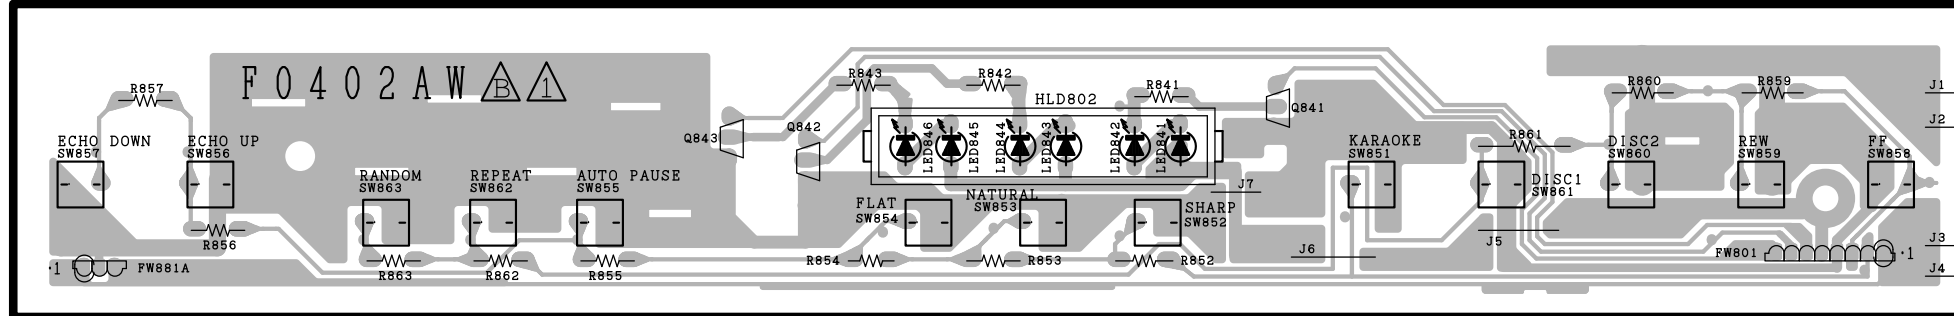 F0402AW B 1
R843
R842
R841
HLD802
Q841
R857
R860
R859
J1
J2
Q843
Q842
ECHO DOWN
SW857
ECHO UP
SW856
LED846
LED845
LED844
LED843
LED842
LED841
KARAOKE
SW851
R861
DISC2
SW860
REW
SW859
FF
SW858
RANDOM
SW863
REPEAT
SW862
AUTO PAUSE
SW855
J7
DISC1
SW861
NATURAL
SW853
FLAT
SW854
SHARP
SW852
R856
J5
J6
J3
·1
FW881A
R863
R862
R855
R854
R853
R852
FW801
·1
J4